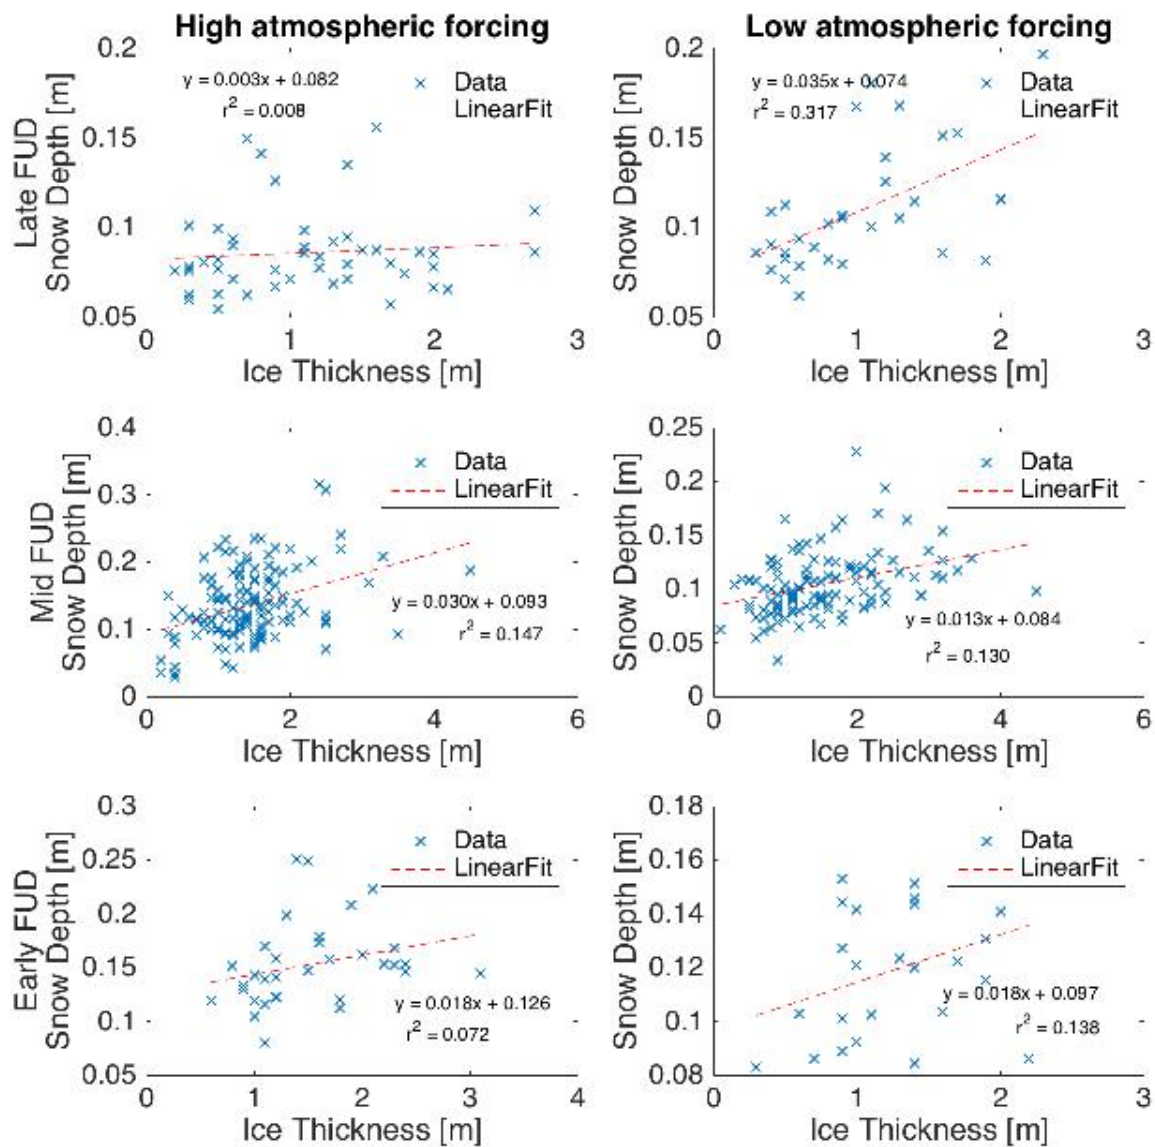 High atmospheric forcing
Low atmospheric forcing
Late FUD
Snow Depth [m]
0.2
0.15
0.1
0.05
y = 0.003x + 0.082
r² = 0.008
Data
LinearFit
0 1 2 3
Ice Thickness [m]
Snow Depth [m]
0.2
0.15
0.1
0.05
y = 0.035x + 0.074
r² = 0.317
Data
LinearFit
0 1 2 3
Ice Thickness [m]
Mid FUD
Snow Depth [m]
0.4
0.3
0.2
0.1
0
Data
LinearFit
y = 0.030x + 0.093
r² = 0.147
0 2 4 6
Ice Thickness [m]
Snow Depth [m]
0.25
0.2
0.15
0.1
0.05
0
Data
LinearFit
y = 0.013x + 0.084
r² = 0.130
0 2 4 6
Ice Thickness [m]
Early FUD
Snow Depth [m]
0.3
0.25
0.2
0.15
0.1
0.05
Data
LinearFit
y = 0.018x + 0.126
r² = 0.072
0 1 2 3 4
Ice Thickness [m]
Snow Depth [m]
0.18
0.16
0.14
0.12
0.1
0.08
Data
LinearFit
y = 0.018x + 0.097
r² = 0.138
0 1 2 3
Ice Thickness [m]